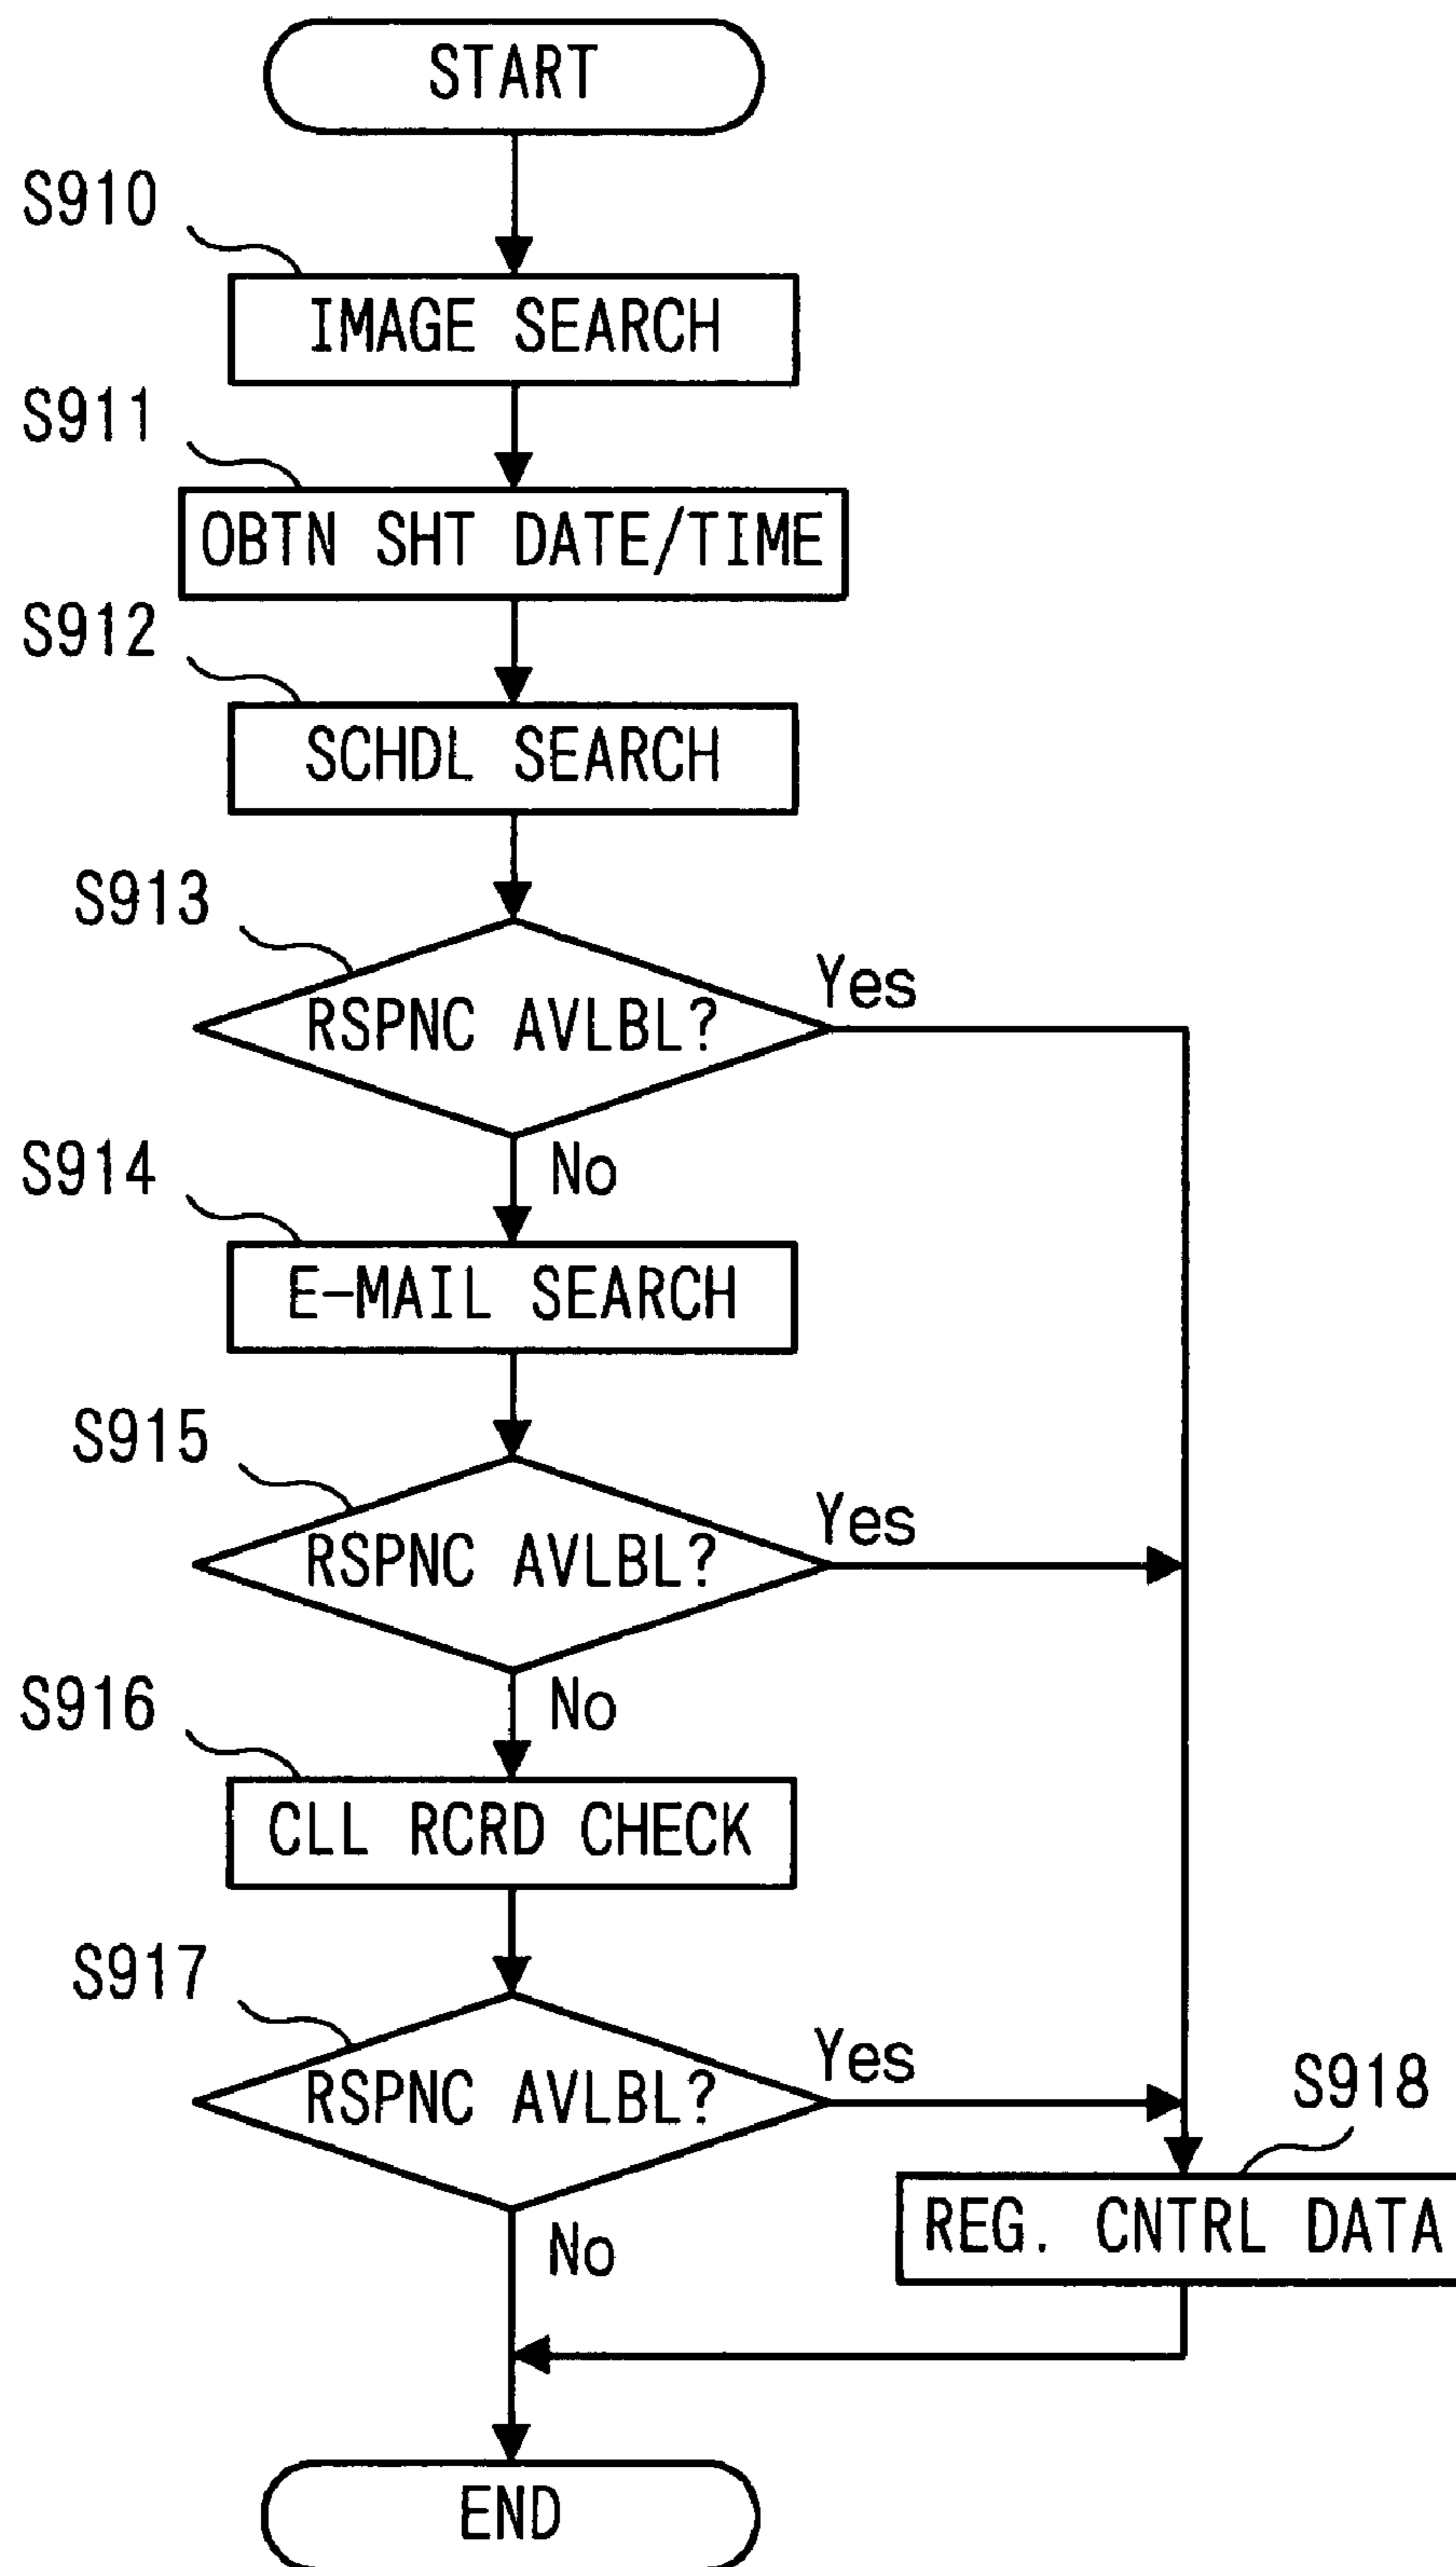 START
S910
IMAGE SEARCH
S911
OBTN SHT DATE/TIME
S912
SCHDL SEARCH
S913
RSPNC AVLBL?
Yes
No
S914
E-MAIL SEARCH
S915
RSPNC AVLBL?
Yes
No
S916
CLL RCRD CHECK
S917
RSPNC AVLBL?
Yes
No
S918
REG. CNTRL DATA
END